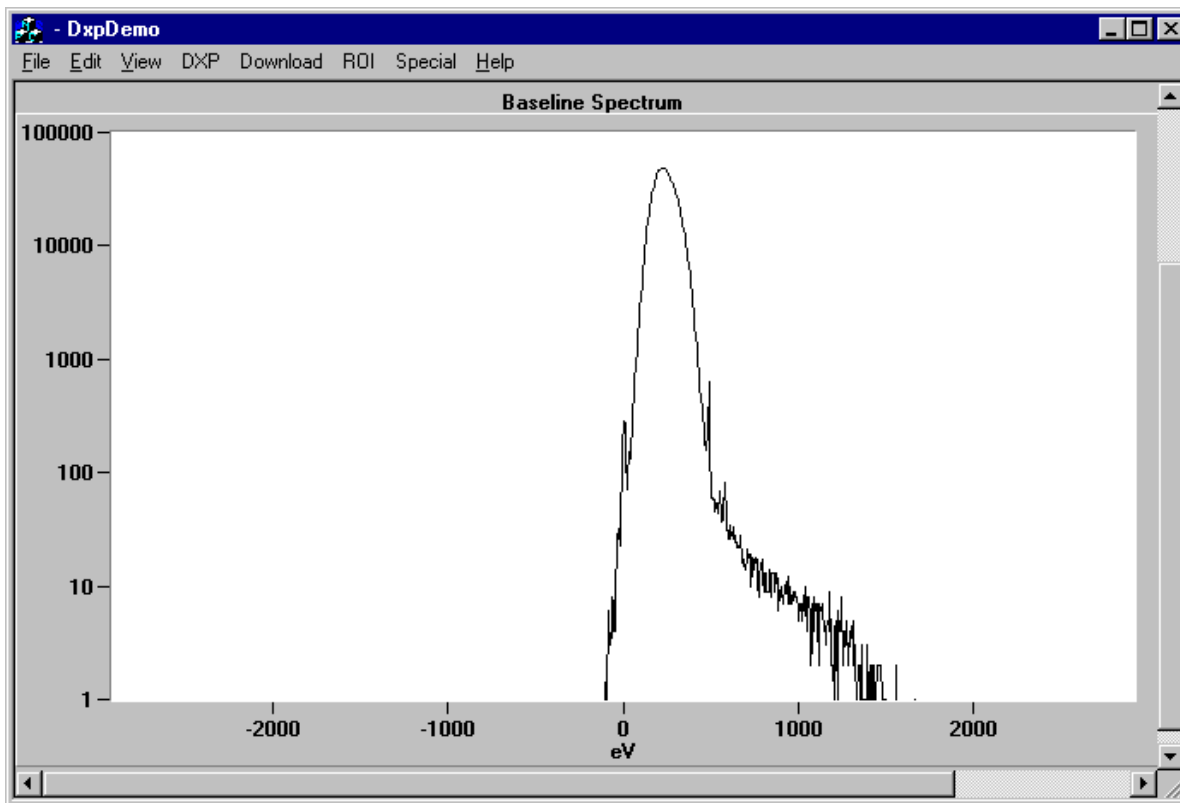 - DxpDemo
File Edit View DXP Download ROI Special Help
Baseline Spectrum
100000
10000
1000
100
10
1
-2000 -1000 0 1000 2000
eV